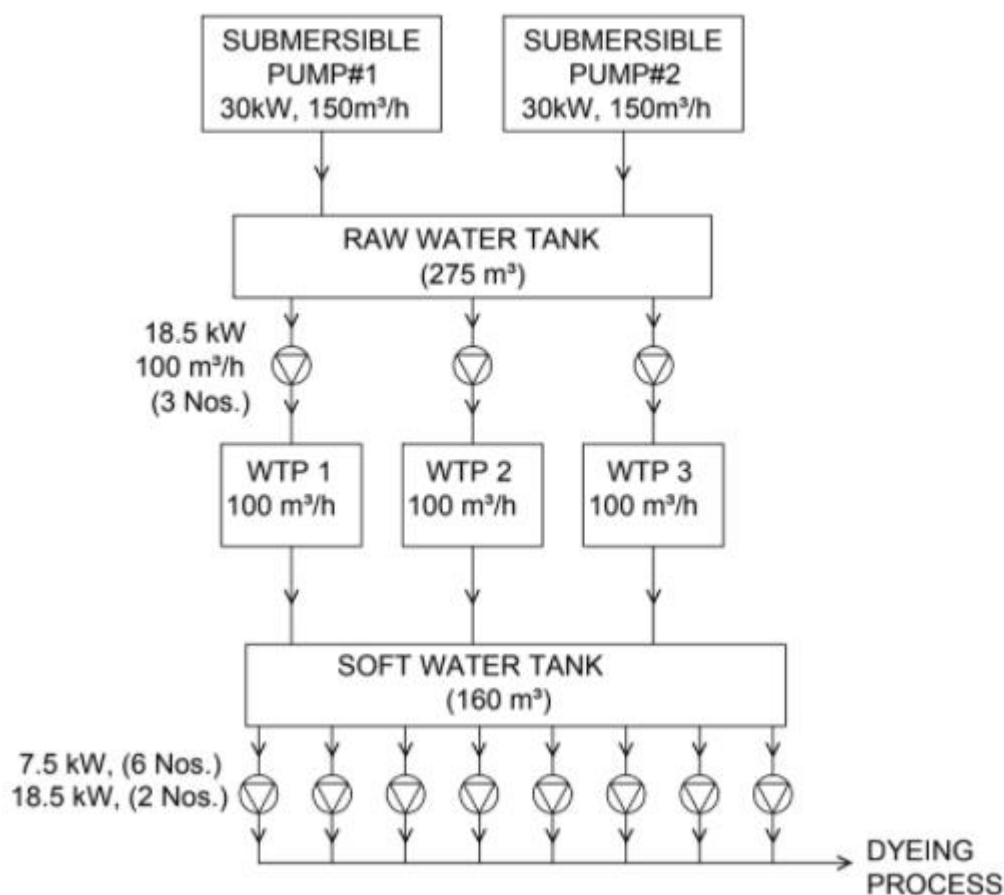 SUBMERSIBLE
PUMP#1
30kW, 150m³/h
SUBMERSIBLE
PUMP#2
30kW, 150m³/h
RAW WATER TANK
(275 m³)
18.5 kW
100 m³/h
(3 Nos.)
WTP 1
100 m³/h
WTP 2
100 m³/h
WTP 3
100 m³/h
SOFT WATER TANK
(160 m³)
7.5 kW, (6 Nos.)
18.5 kW, (2 Nos.)
DYEING
PROCESS